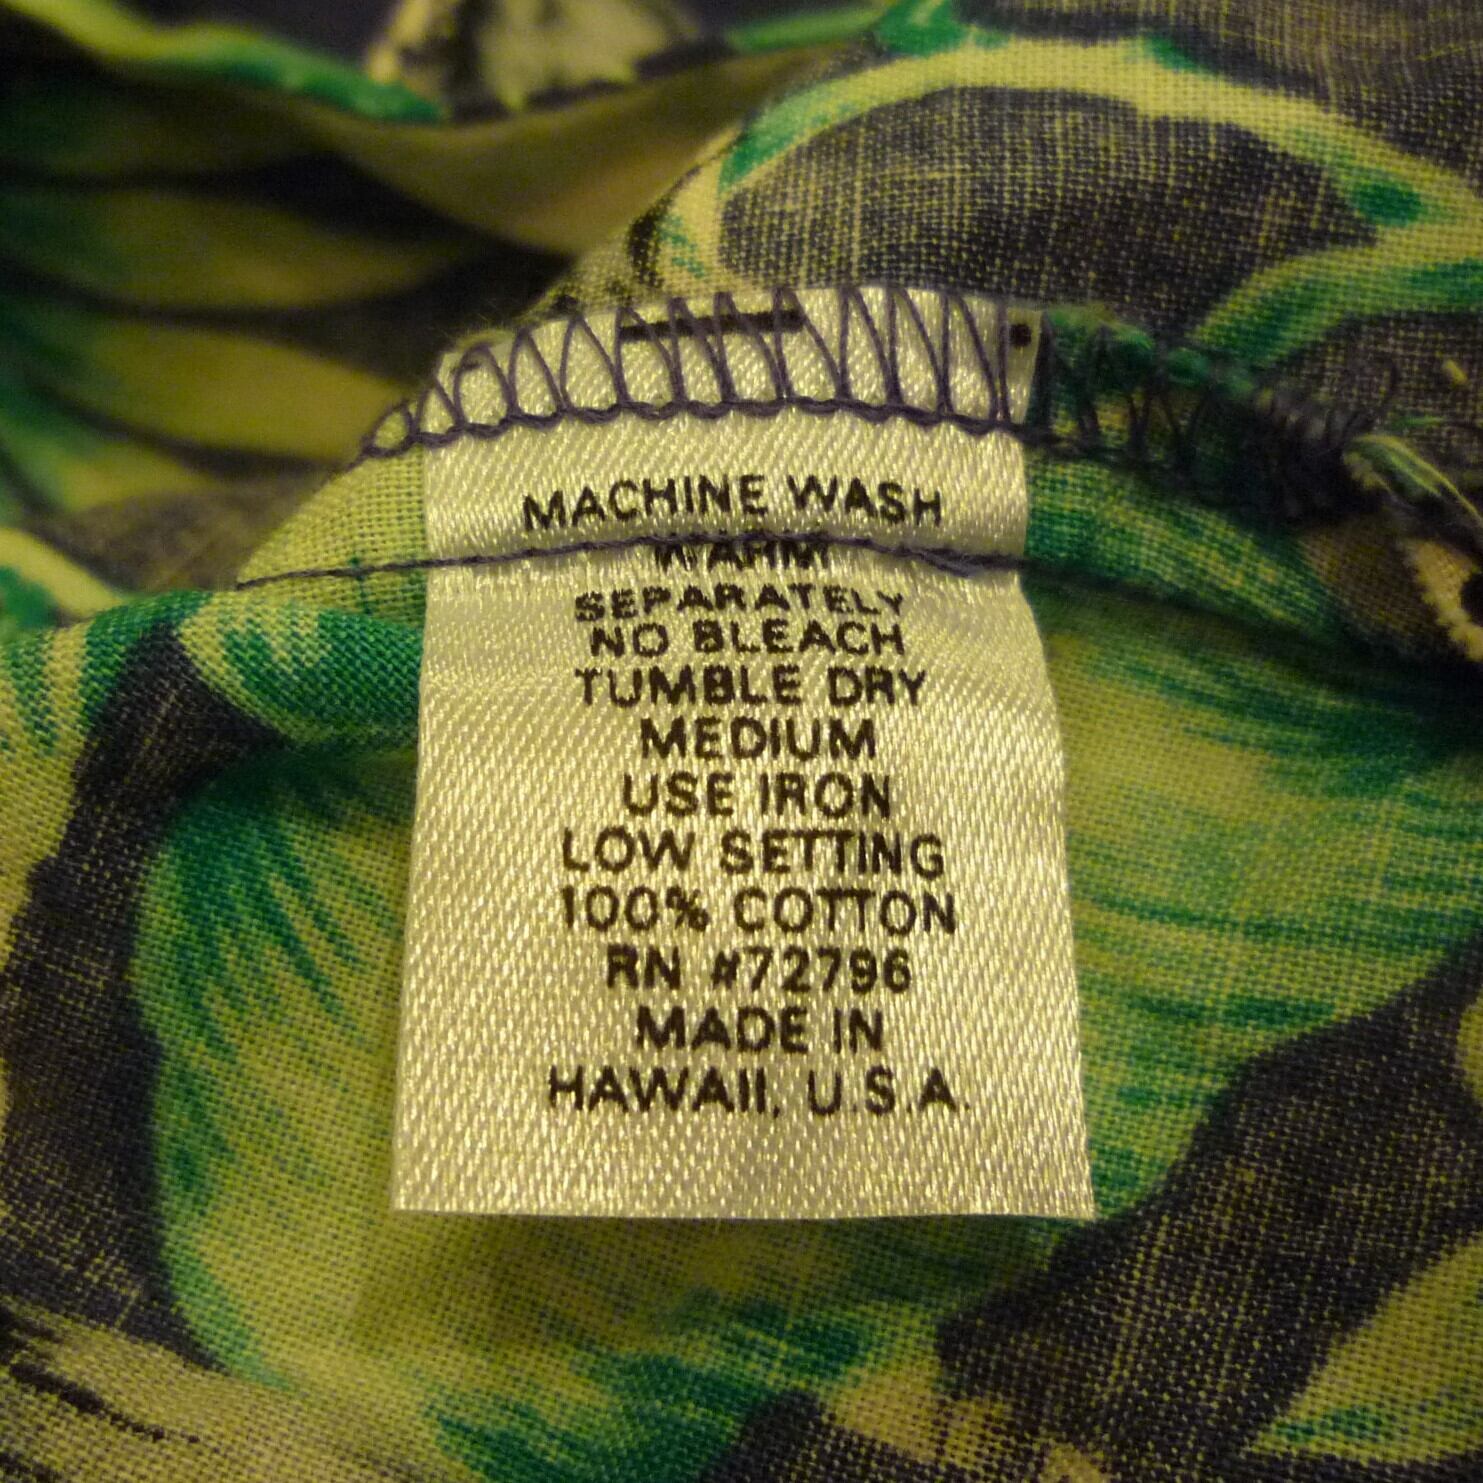 MACHINE WASH
WARM
SEPARATELY
NO BLEACH
TUMBLE DRY
MEDIUM
USE IRON
LOW SETTING
100% COTTON
RN #72796
MADE IN
HAWAII, U.S.A.